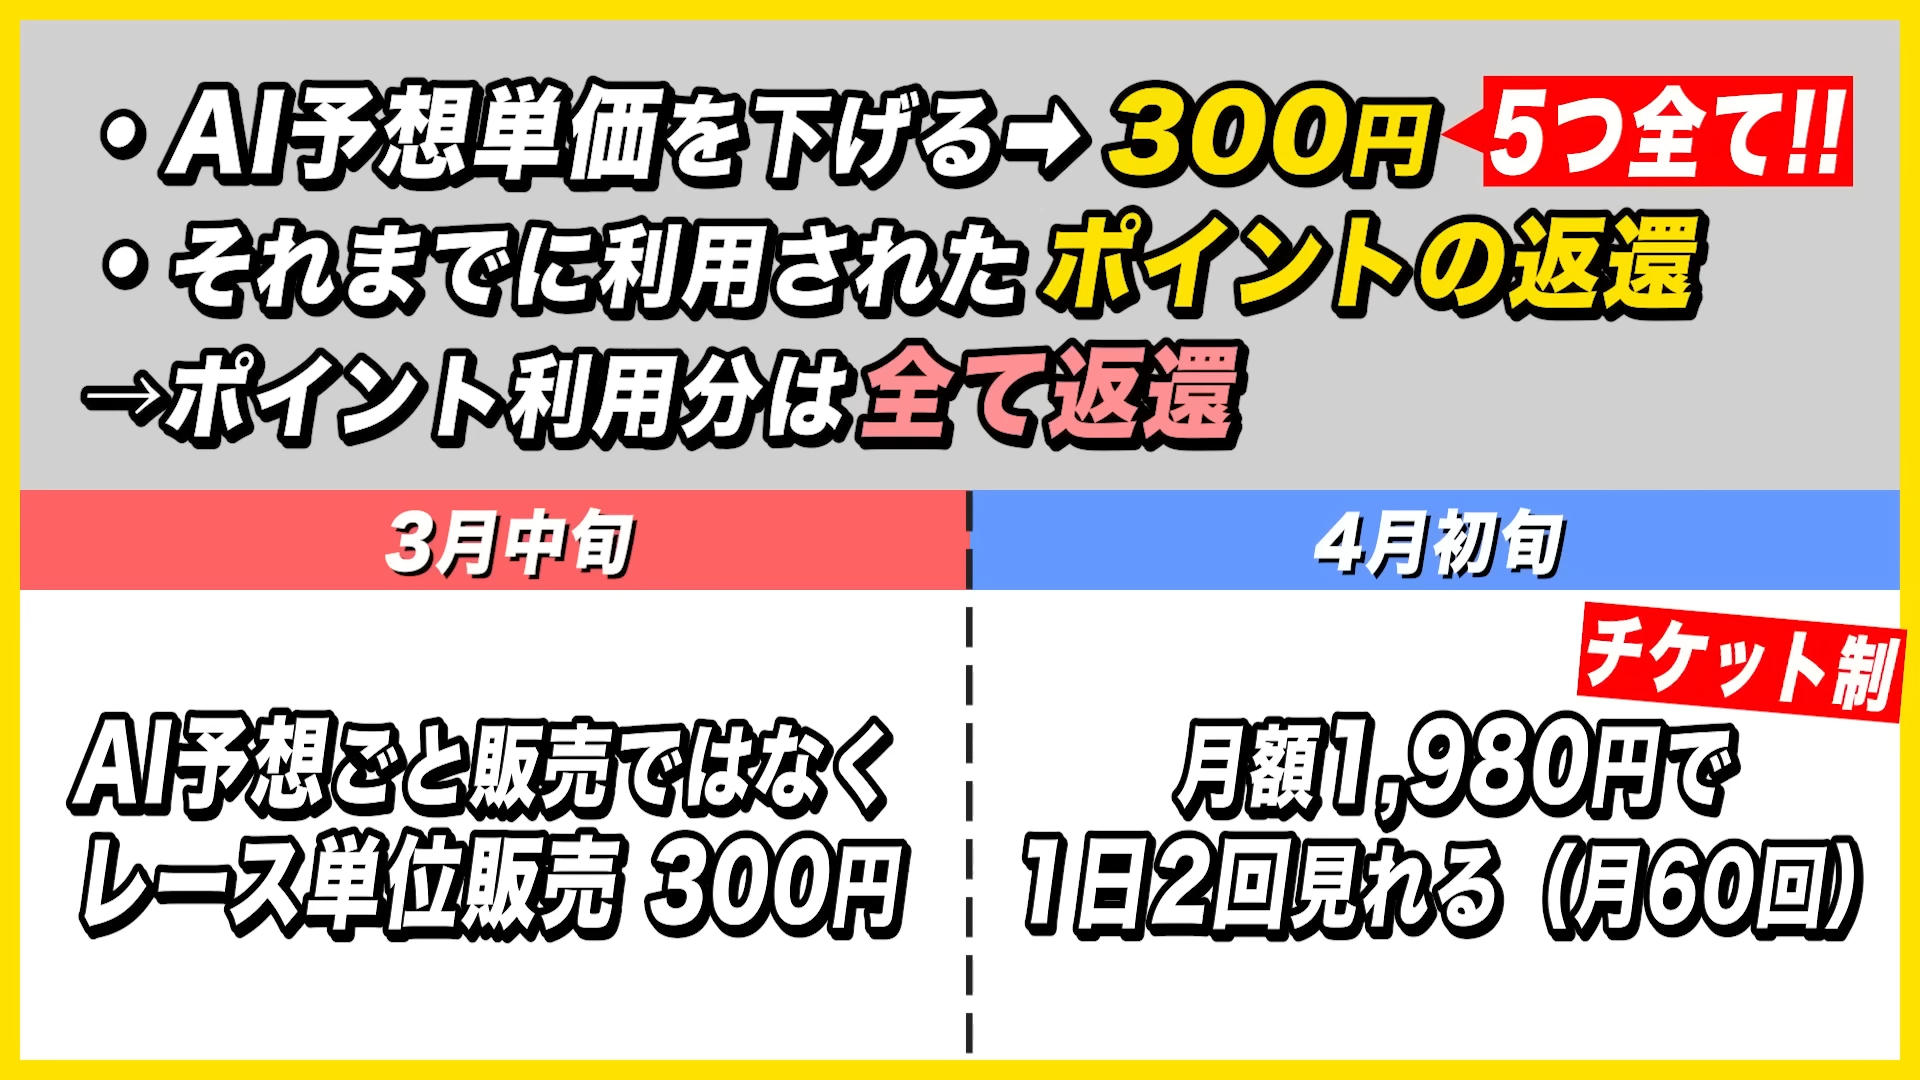 ・AI予想単価を下げる➡300円 5つ全て!!
・それまでに利用されたポイントの返還
→ポイント利用分は全て返還
3月中旬
AI予想ごと販売ではなく
レース単位販売 300円
4月初旬
チケット制
月額1,980円で
1日2回見れる（月60回）